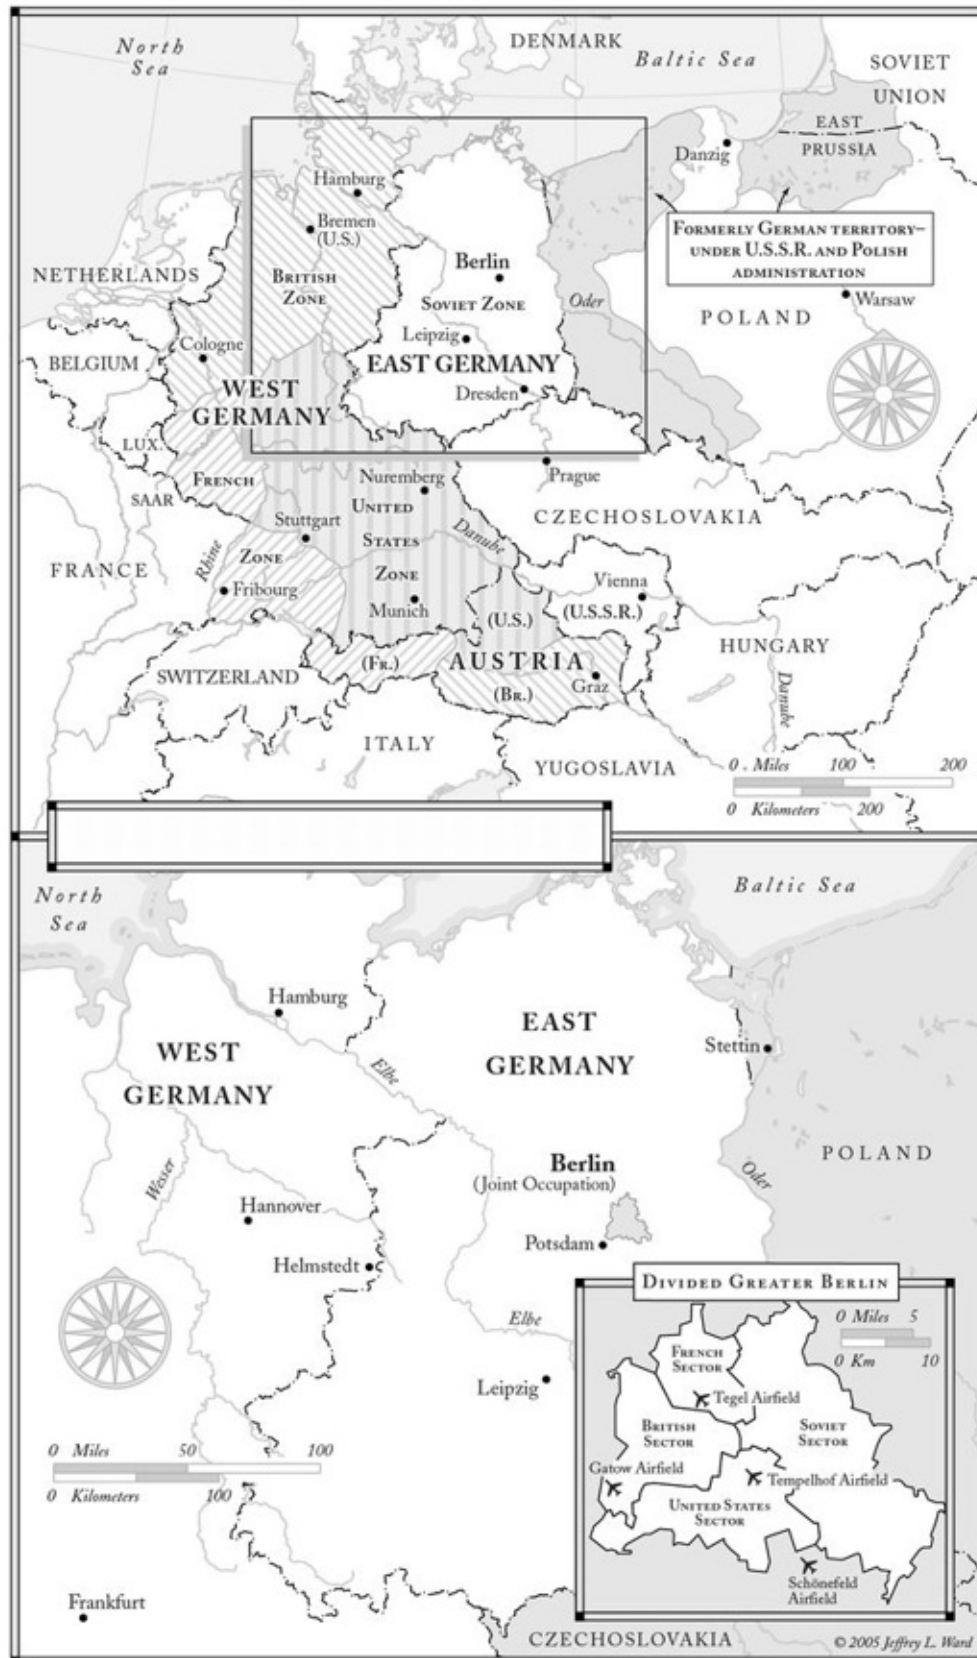 North
Sea
DENMARK
Baltic Sea
SOVIET
UNION
EAST
PRUSSIA
Danzig
Hamburg
Bremen
(U.S.)
FORMERLY GERMAN TERRITORY–
UNDER U.S.S.R. AND POLISH
ADMINISTRATION
NETHERLANDS
BRITISH
ZONE
Berlin
SOVIET ZONE
Oder
Warsaw
POLAND
Leipzig
BELGIUM
Cologne
EAST GERMANY
WEST
GERMANY
Dresden
LUX.
FRENCH
Nuremberg
Prague
SAAR
UNITED
Stuttgart
CZECHOSLOVAKIA
STATES
Danube
Rhine
ZONE
FRANCE
ZONE
Vienna
Fribourg
Munich
(U.S.)
(U.S.S.R.)
HUNGARY
SWITZERLAND
(FR.)
AUSTRIA
Graz
(BR.)
Danube
ITALY
YUGOSLAVIA
0 Miles 100 200
0 Kilometers 200
North
Sea
Baltic Sea
Hamburg
EAST
GERMANY
WEST
GERMANY
Stettin
Elbe
POLAND
Wesser
Berlin
(Joint Occupation)
Oder
Hannover
Potsdam
Helmstedt
Elbe
Leipzig
0 Miles 50 100
0 Kilometers 100
Frankfurt
DIVIDED GREATER BERLIN
0 Miles 5
0 Km 10
FRENCH
SECTOR
Tegel Airfield
BRITISH
SECTOR
SOVIET
SECTOR
Gatow Airfield
Tempelhof Airfield
UNITED STATES
SECTOR
Schönefeld
Airfield
CZECHOSLOVAKIA
© 2005 Jeffrey L. Ward